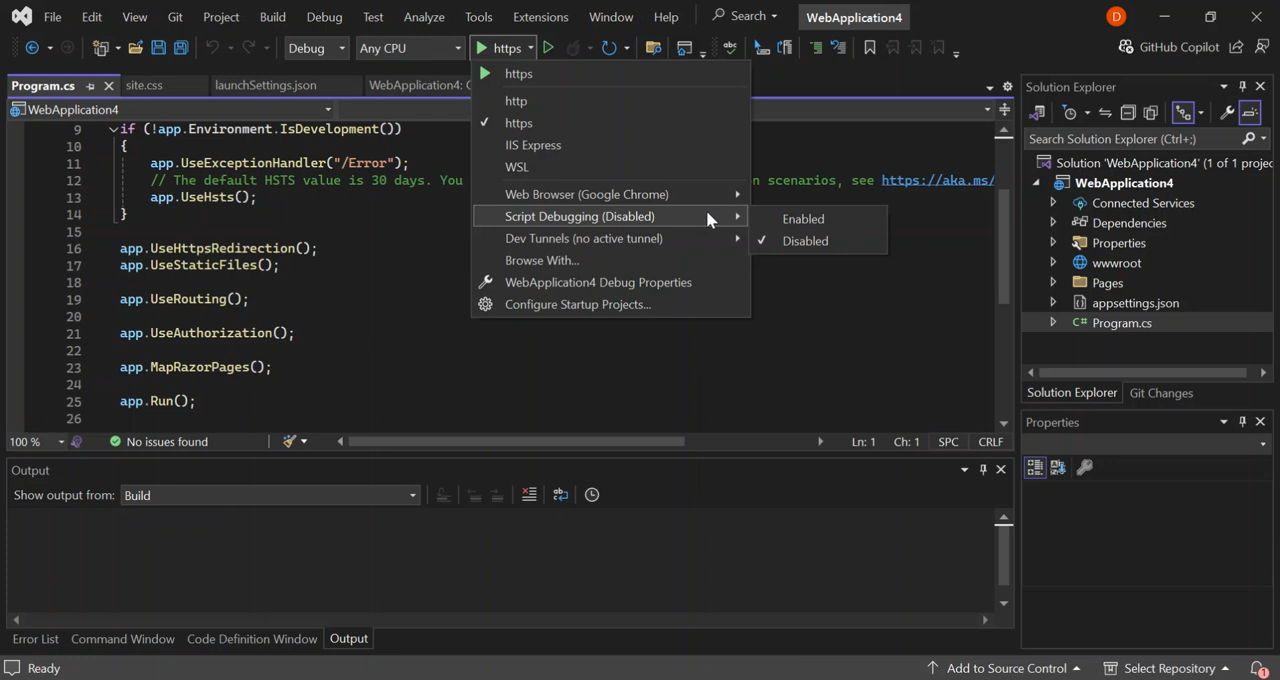 File Edit View Git Project Build Debug Test Analyze Tools Extensions Window Help Search WebApplication4 D
Debug Any CPU https GitHub Copilot
Program.cs site.css launchSettings.json WebApplication4:
WebApplication4
9 if (!app.Environment.IsDevelopment())
10 {
11 app.UseExceptionHandler("/Error");
12 // The default HSTS value is 30 days. You n scenarios, see https://aka.ms/
13 app.UseHsts();
14 }
15
16 app.UseHttpsRedirection();
17 app.UseStaticFiles();
18
19 app.UseRouting();
20
21 app.UseAuthorization();
22
23 app.MapRazorPages();
24
25 app.Run();
26
https
http
https
IIS Express
WSL
Web Browser (Google Chrome)
Script Debugging (Disabled)
Dev Tunnels (no active tunnel)
Browse With...
WebApplication4 Debug Properties
Configure Startup Projects...
Enabled
Disabled
100 % No issues found Ln: 1 Ch: 1 SPC CRLF
Output
Show output from: Build
Error List Command Window Code Definition Window Output
Solution Explorer
Search Solution Explorer (Ctrl+;)
Solution 'WebApplication4' (1 of 1 projec
WebApplication4
Connected Services
Dependencies
Properties
wwwroot
Pages
appsettings.json
C# Program.cs
Solution Explorer Git Changes
Properties
Ready Add to Source Control Select Repository 1